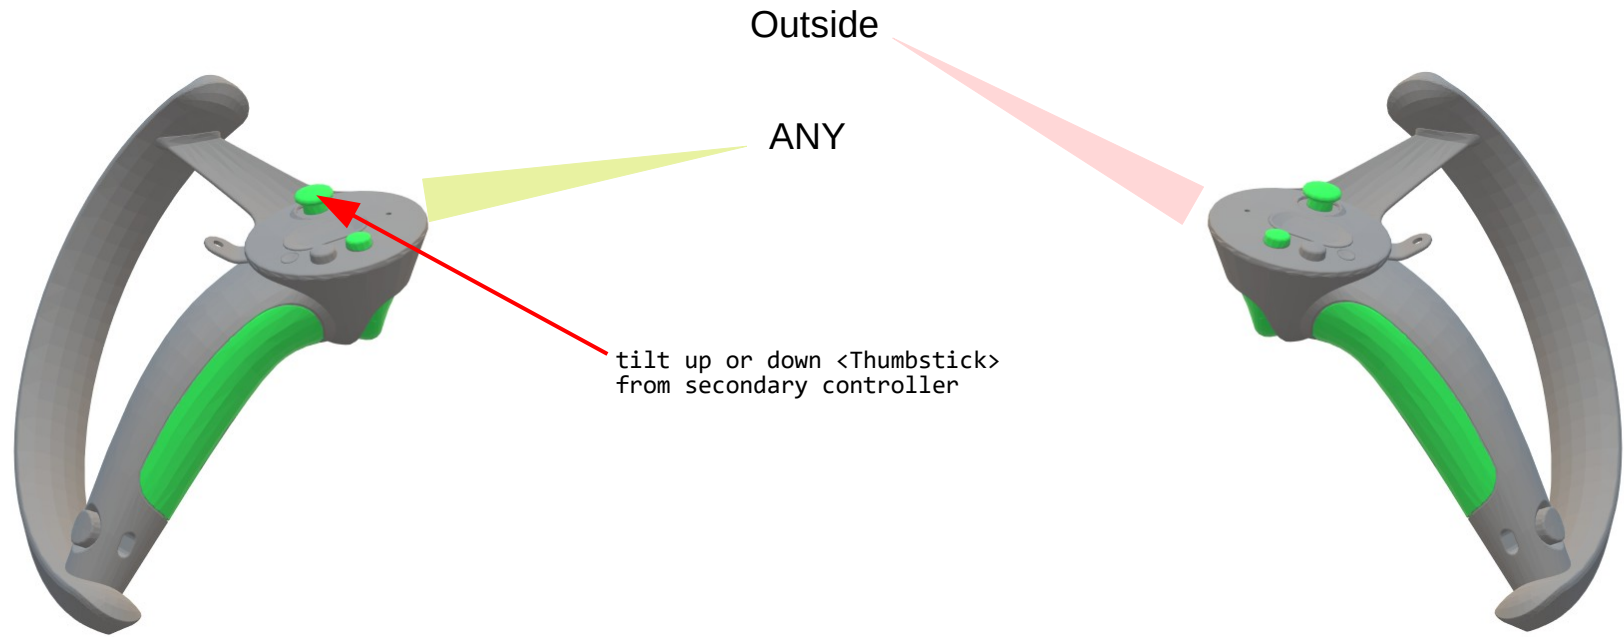 Outside
ANY
tilt up or down <Thumbstick>
from secondary controller